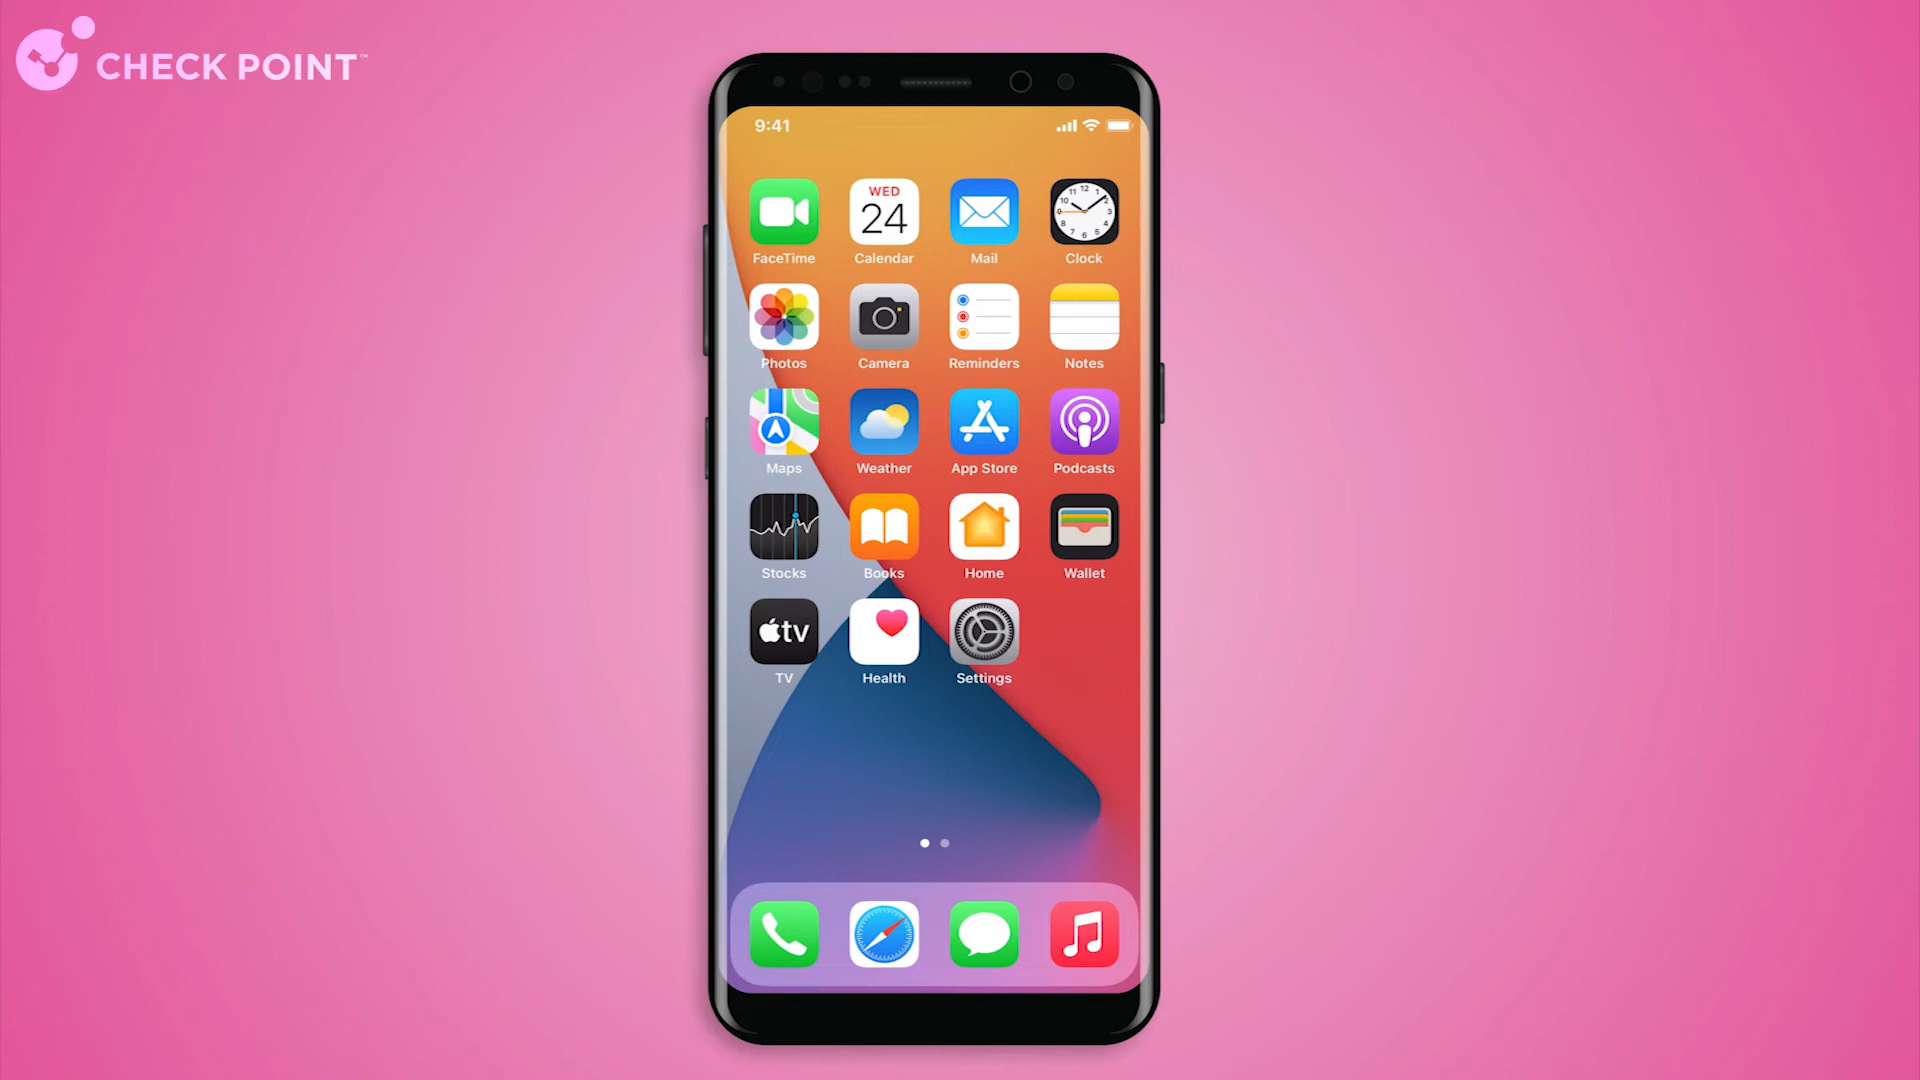 CHECK POINT™
9:41
WED
24
FaceTime
Calendar
Mail
Clock
Photos
Camera
Reminders
Notes
Maps
Weather
App Store
Podcasts
Stocks
Books
Home
Wallet
tv
TV
Health
Settings